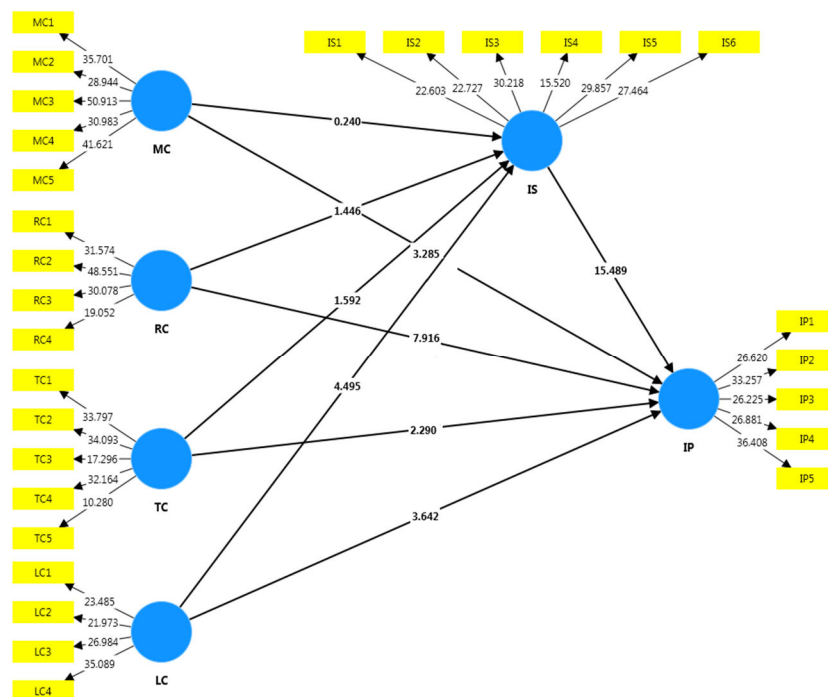 MC1
MC2
MC3
MC4
MC5
35.701
28.944
50.913
30.983
41.621
MC
RC1
RC2
RC3
RC4
31.574
48.551
30.078
19.052
RC
TC1
TC2
TC3
TC4
TC5
33.797
34.093
17.296
32.164
10.280
TC
LC1
LC2
LC3
LC4
23.485
21.973
26.984
35.089
LC
IS1
IS2
IS3
IS4
IS5
IS6
22.603
22.727
30.218
15.520
29.857
27.464
IS
0.240
1.446
3.285
1.592
7.916
4.495
2.290
3.642
15.489
IP1
IP2
IP3
IP4
IP5
26.620
33.257
26.225
26.881
36.408
IP